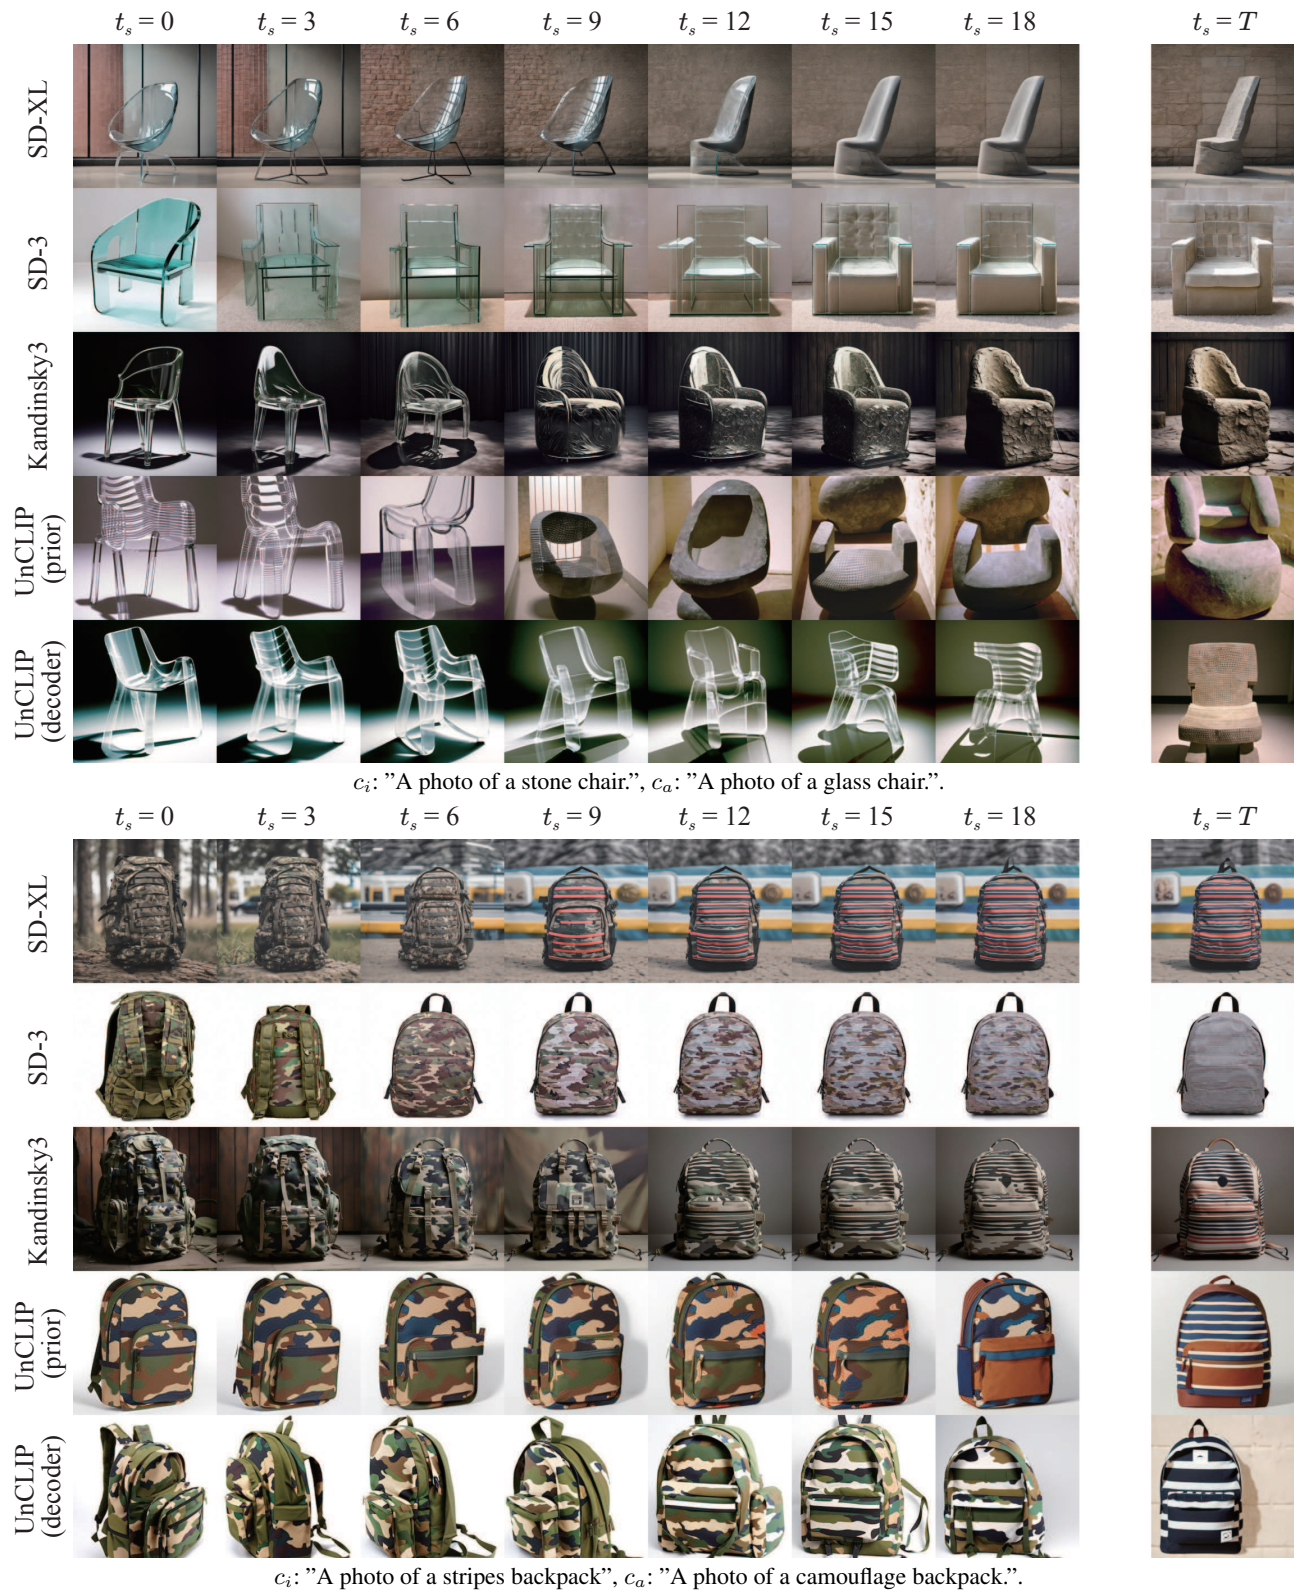 t_s = 0 t_s = 3 t_s = 6 t_s = 9 t_s = 12 t_s = 15 t_s = 18 t_s = T
SD-XL
SD-3
Kandinsky3
UnCLIP
(prior)
UnCLIP
(decoder)
c_i: ”A photo of a stone chair.”, c_a: ”A photo of a glass chair.”.
t_s = 0 t_s = 3 t_s = 6 t_s = 9 t_s = 12 t_s = 15 t_s = 18 t_s = T
SD-XL
SD-3
Kandinsky3
UnCLIP
(prior)
UnCLIP
(decoder)
c_i: ”A photo of a stripes backpack”, c_a: ”A photo of a camouflage backpack.”.